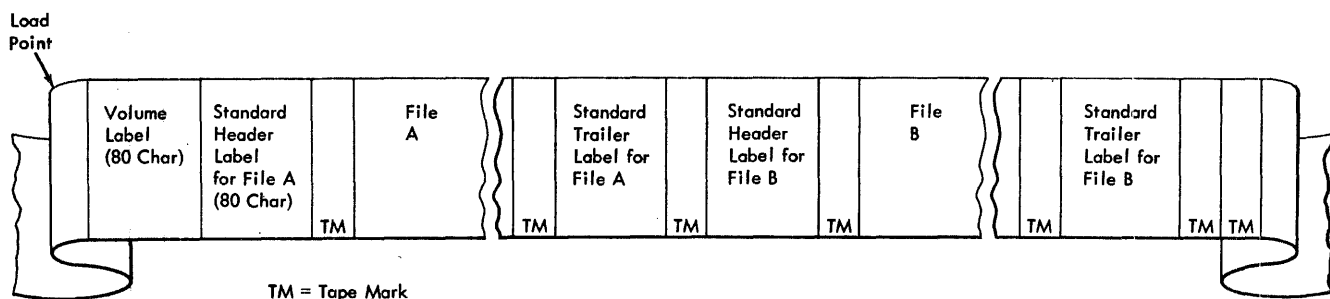 Load
Point
Volume
Label
(80 Char)
Standard
Header
Label
for File A
(80 Char)
TM
File
A
TM
Standard
Trailer
Label for
File A
TM
Standard
Header
Label for
File B
TM
File
B
TM
Standard
Trailer
Label for
File B
TM
TM
TM = Tape Mark